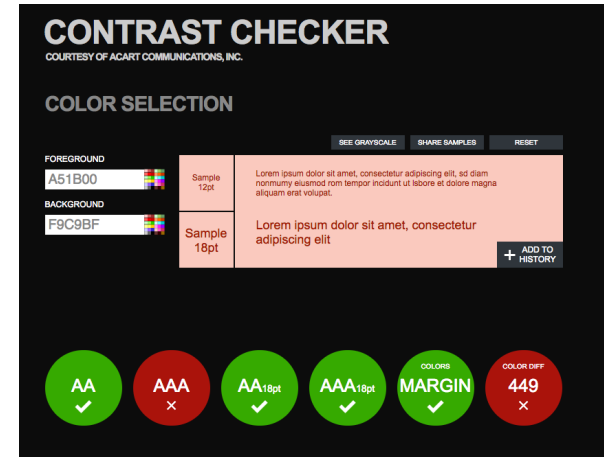 CONTRAST CHECKER
COURTESY OF ACART COMMUNICATIONS, INC.
COLOR SELECTION
SEE GRAYSCALE
SHARE SAMPLES
RESET
FOREGROUND
A51B00
BACKGROUND
F9C9BF
Sample
12pt
Lorem ipsum dolor sit amet, consectetur adipiscing elit, sd diam
nonmumy eiusmod rom tempor incidunt ut lsbore et dolore magna
aliquam erat volupat.
Sample
18pt
Lorem ipsum dolor sit amet, consectetur
adipiscing elit
+ ADD TO
HISTORY
AA
AAA
AA18pt
AAA18pt
COLORS
MARGIN
COLOR DIFF
449